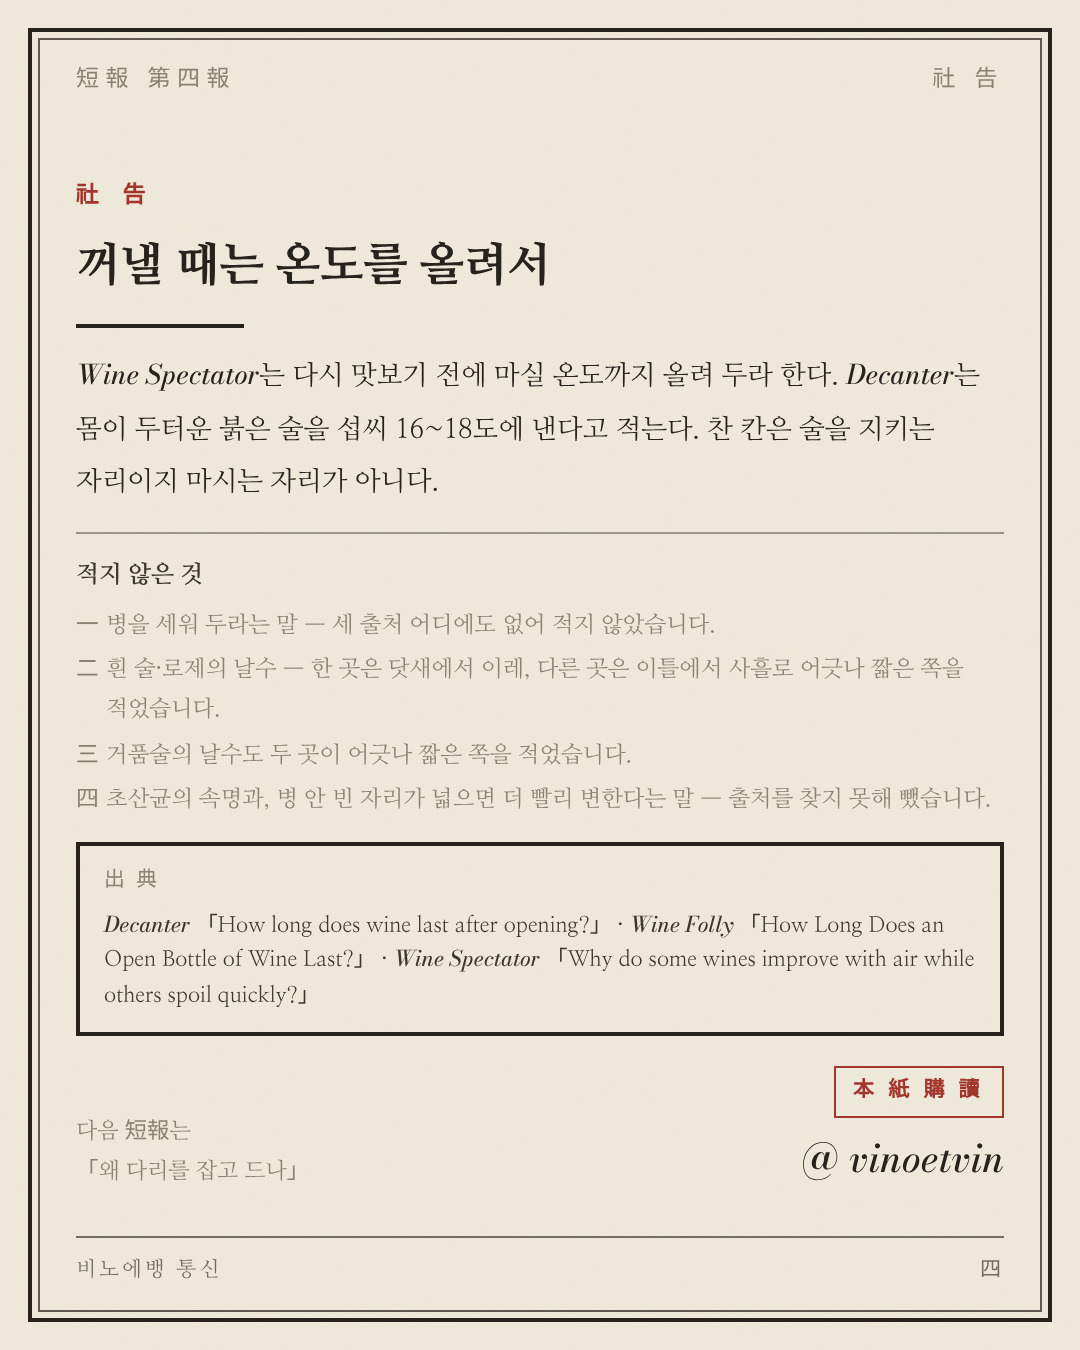 短報 第四報
社 告
社 告
꺼낼 때는 온도를 올려서
Wine Spectator는 다시 맛보기 전에 마실 온도까지 올려 두라 한다. Decanter는
몸이 두터운 붉은 술을 섭씨 16~18도에 낸다고 적는다. 찬 칸은 술을 지키는
자리이지 마시는 자리가 아니다.
적지 않은 것
一 병을 세워 두라는 말 — 세 출처 어디에도 없어 적지 않았습니다.
二 흰 술·로제의 날수 — 한 곳은 닷새에서 이레, 다른 곳은 이틀에서 사흘로 어긋나 짧은 쪽을
적었습니다.
三 거품술의 날수도 두 곳이 어긋나 짧은 쪽을 적었습니다.
四 초산균의 속명과, 병 안 빈 자리가 넓으면 더 빨리 변한다는 말 — 출처를 찾지 못해 뺐습니다.
出 典
Decanter 「How long does wine last after opening?」 · Wine Folly 「How Long Does an
Open Bottle of Wine Last?」 · Wine Spectator 「Why do some wines improve with air while
others spoil quickly?」
本 紙 購 讀
다음 短報는
「왜 다리를 잡고 드나」
@ vinoetvin
비노에뱅 통신
四